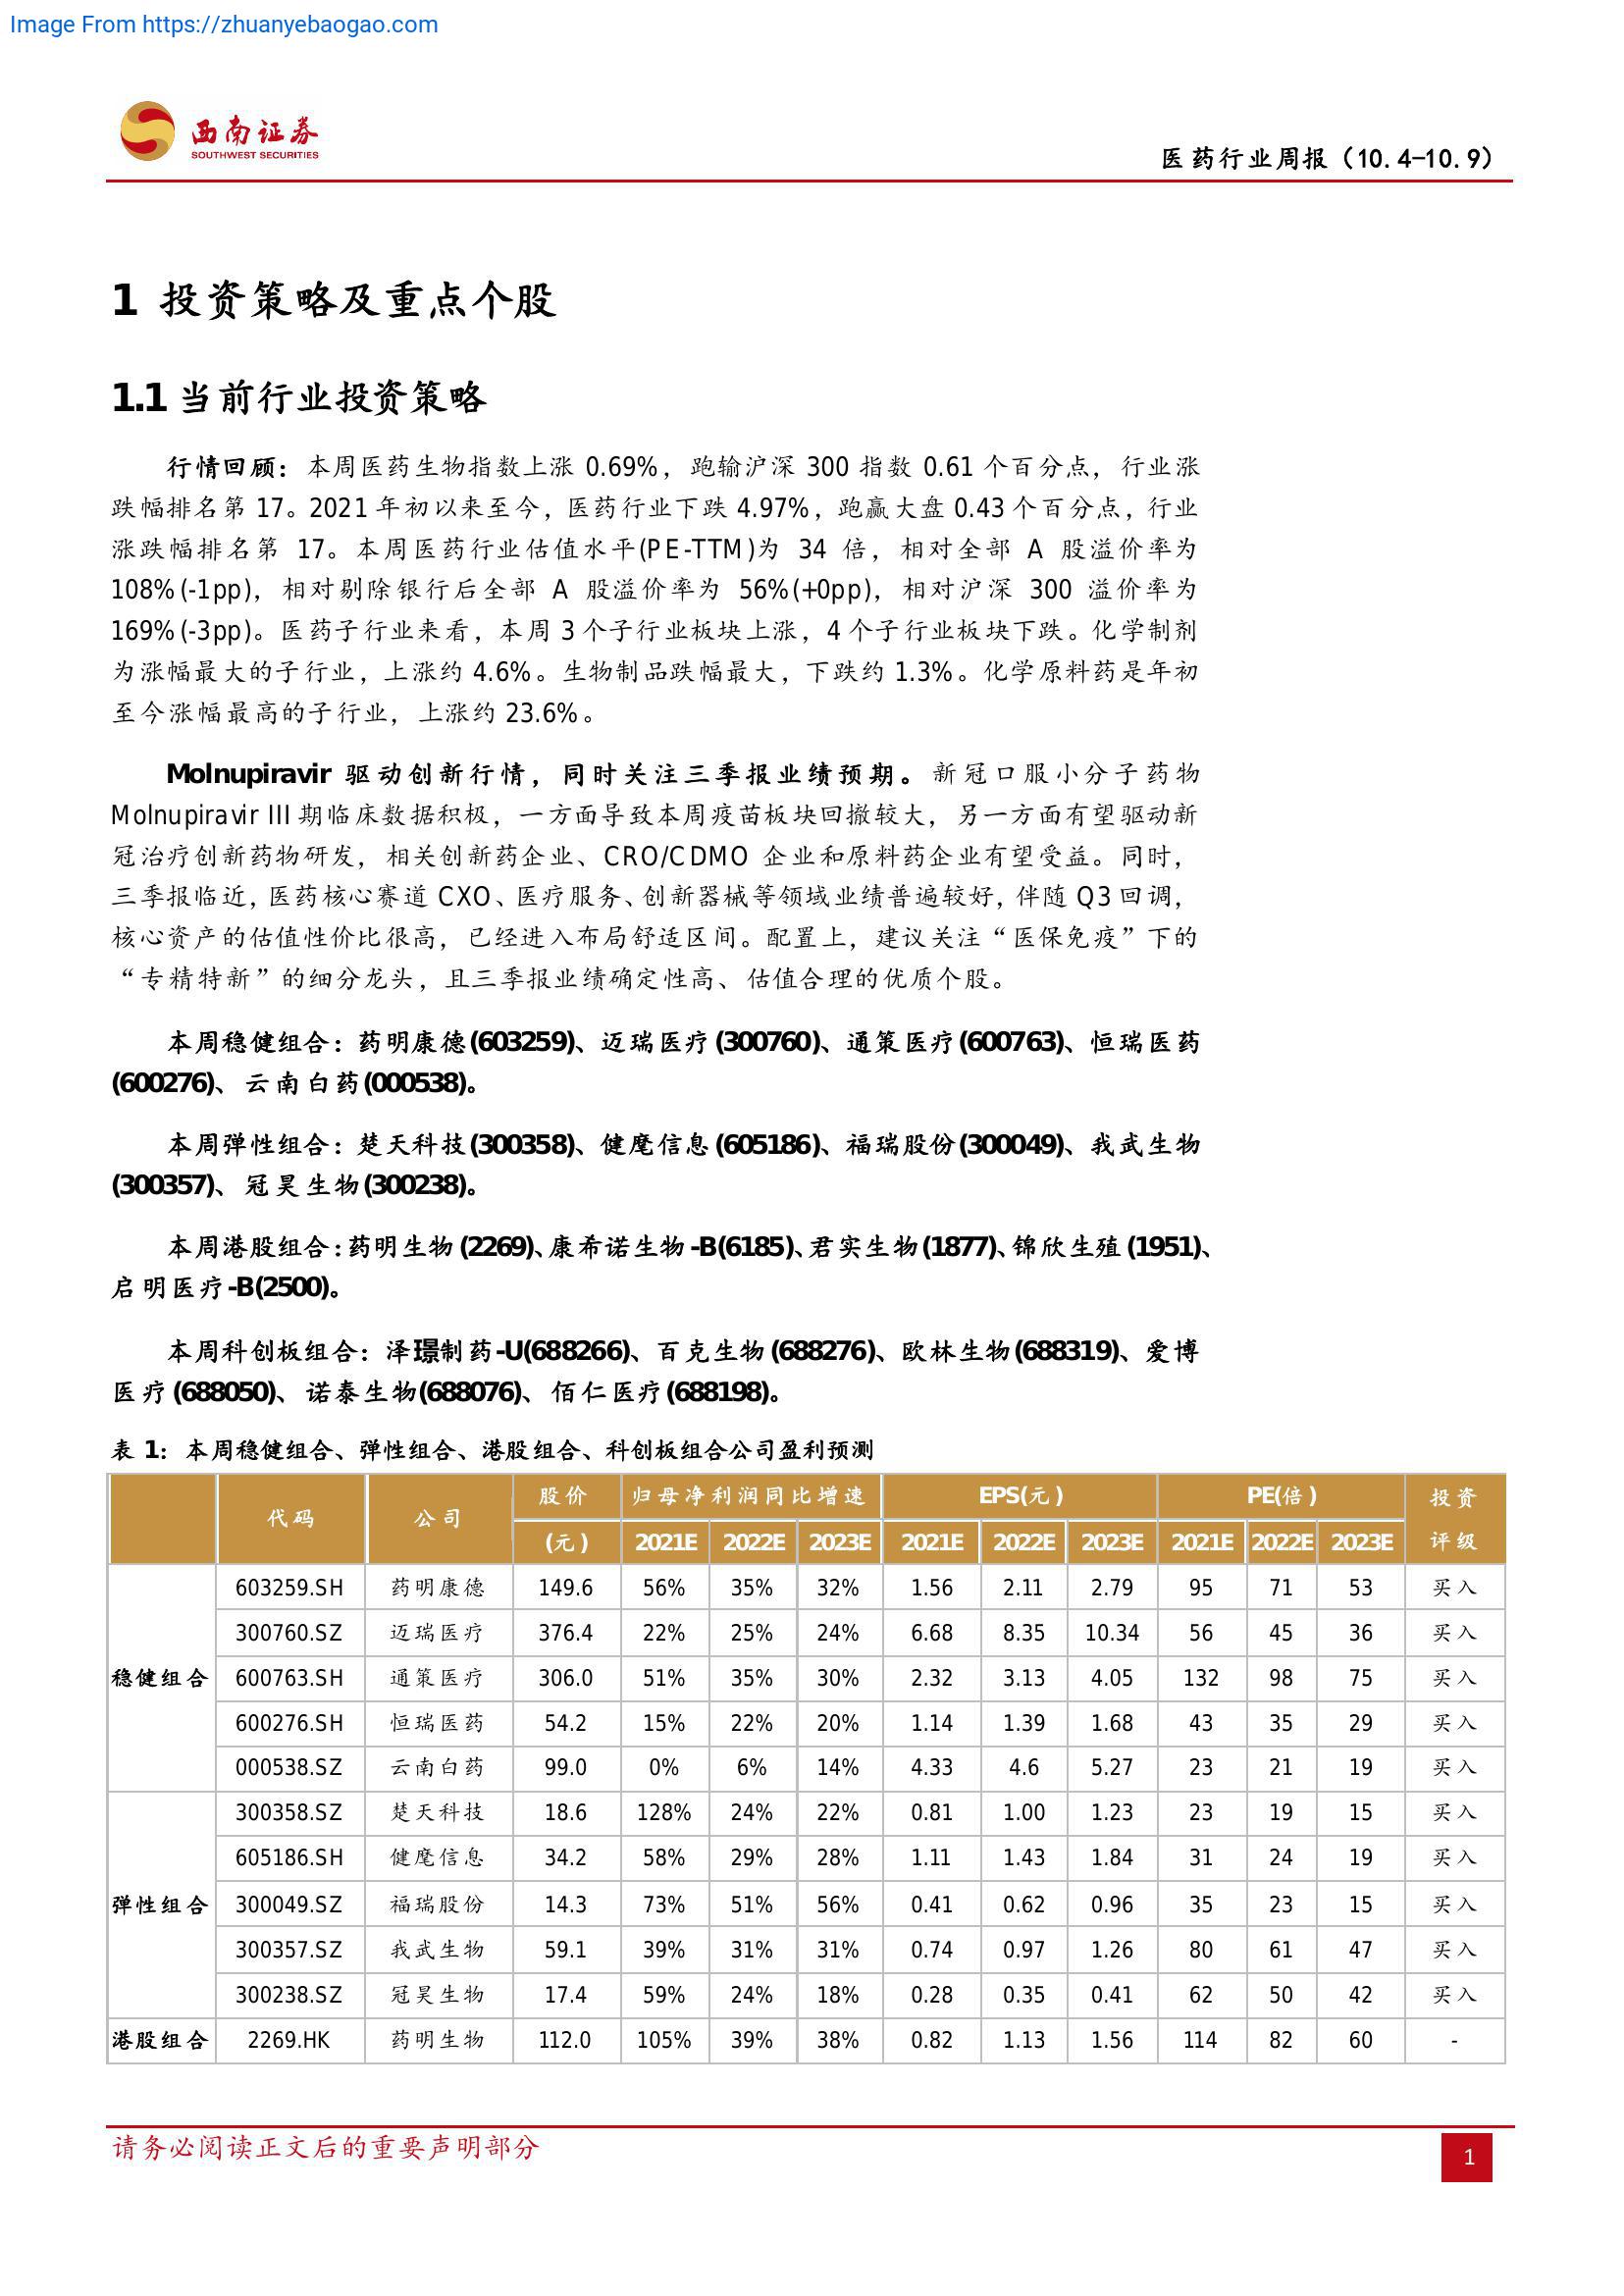 Image From https://zhuanyebaogao.com
西南证券
SOUTHWEST SECURITIES
医药行业周报（10.4-10.9）
1 投资策略及重点个股
1.1 当前行业投资策略
行情回顾：本周医药生物指数上涨 0.69%，跑输沪深 300 指数 0.61 个百分点，行业涨
跌幅排名第 17。2021 年初以来至今，医药行业下跌 4.97%，跑赢大盘 0.43 个百分点，行业
涨跌幅排名第 17。本周医药行业估值水平(PE-TTM)为 34 倍，相对全部 A 股溢价率为
108%(-1pp)，相对剔除银行后全部 A 股溢价率为 56%(+0pp)，相对沪深 300 溢价率为
169%(-3pp)。医药子行业来看，本周 3 个子行业板块上涨，4 个子行业板块下跌。化学制剂
为涨幅最大的子行业，上涨约 4.6%。生物制品跌幅最大，下跌约 1.3%。化学原料药是年初
至今涨幅最高的子行业，上涨约 23.6%。
Molnupiravir 驱动创新行情，同时关注三季报业绩预期。新冠口服小分子药物
Molnupiravir III 期临床数据积极，一方面导致本周疫苗板块回撤较大，另一方面有望驱动新
冠治疗创新药物研发，相关创新药企业、CRO/CDMO 企业和原料药企业有望受益。同时，
三季报临近，医药核心赛道 CXO、医疗服务、创新器械等领域业绩普遍较好，伴随 Q3 回调，
核心资产的估值性价比很高，已经进入布局舒适区间。配置上，建议关注“医保免疫”下的
“专精特新”的细分龙头，且三季报业绩确定性高、估值合理的优质个股。
本周稳健组合：药明康德(603259)、迈瑞医疗(300760)、通策医疗(600763)、恒瑞医药
(600276)、云南白药(000538)。
本周弹性组合：楚天科技(300358)、健麾信息(605186)、福瑞股份(300049)、我武生物
(300357)、冠昊生物(300238)。
本周港股组合：药明生物(2269)、康希诺生物-B(6185)、君实生物(1877)、锦欣生殖(1951)、
启明医疗-B(2500)。
本周科创板组合：泽璟制药-U(688266)、百克生物(688276)、欧林生物(688319)、爱博
医疗(688050)、诺泰生物(688076)、佰仁医疗(688198)。
表 1：本周稳健组合、弹性组合、港股组合、科创板组合公司盈利预测
代码 公司 股价 归母净利润同比增速 EPS(元) PE(倍) 投资
(元) 2021E 2022E 2023E 2021E 2022E 2023E 2021E 2022E 2023E 评级
603259.SH 药明康德 149.6 56% 35% 32% 1.56 2.11 2.79 95 71 53 买入
300760.SZ 迈瑞医疗 376.4 22% 25% 24% 6.68 8.35 10.34 56 45 36 买入
稳健组合 600763.SH 通策医疗 306.0 51% 35% 30% 2.32 3.13 4.05 132 98 75 买入
600276.SH 恒瑞医药 54.2 15% 22% 20% 1.14 1.39 1.68 43 35 29 买入
000538.SZ 云南白药 99.0 0% 6% 14% 4.33 4.6 5.27 23 21 19 买入
300358.SZ 楚天科技 18.6 128% 24% 22% 0.81 1.00 1.23 23 19 15 买入
605186.SH 健麾信息 34.2 58% 29% 28% 1.11 1.43 1.84 31 24 19 买入
弹性组合 300049.SZ 福瑞股份 14.3 73% 51% 56% 0.41 0.62 0.96 35 23 15 买入
300357.SZ 我武生物 59.1 39% 31% 31% 0.74 0.97 1.26 80 61 47 买入
300238.SZ 冠昊生物 17.4 59% 24% 18% 0.28 0.35 0.41 62 50 42 买入
港股组合 2269.HK 药明生物 112.0 105% 39% 38% 0.82 1.13 1.56 114 82 60 -
请务必阅读正文后的重要声明部分
1